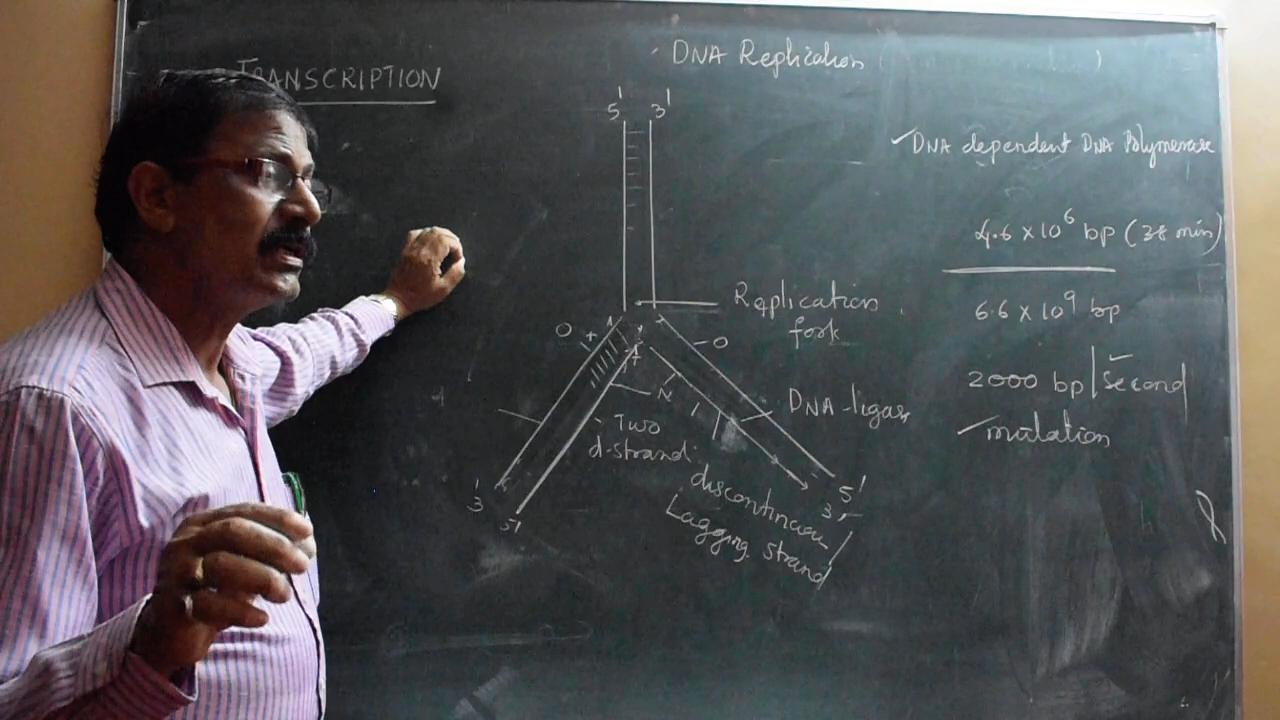 TRANSCRIPTION
DNA Replication
5' 3'
DNA dependent DNA Polymerase
4.6 x 10⁶ bp (38 min)
6.6 x 10⁹ bp
2000 bp/Second
mutation
Replication
fork
O
O
N
DNA-ligase
Two
d-strand
discontinuou
Lagging strand
3'
5'
5'
3'